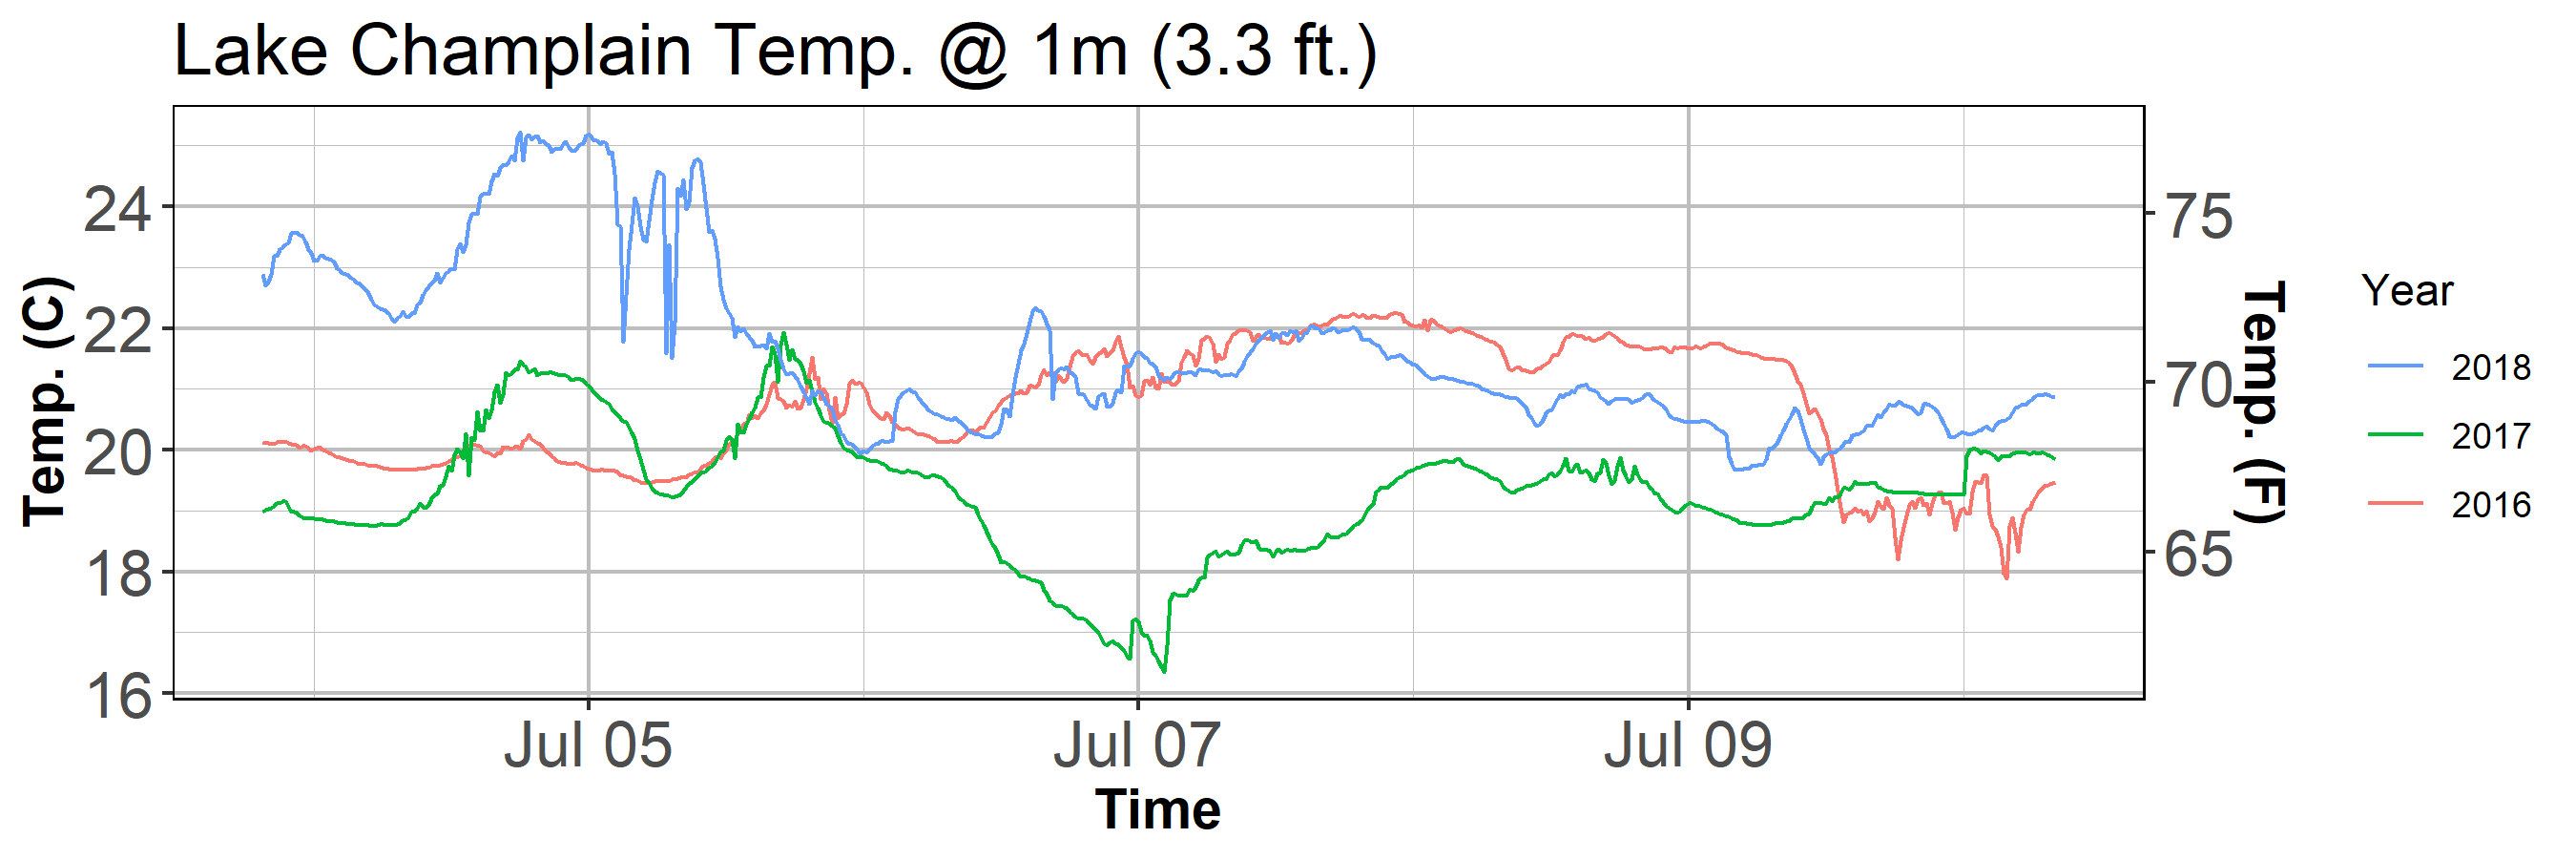 Lake Champlain Temp. @ 1m (3.3 ft.)
Temp. (C)
24
22
20
18
16
75
70
65
Temp. (F)
Jul 05
Jul 07
Jul 09
Time
Year
2018
2017
2016